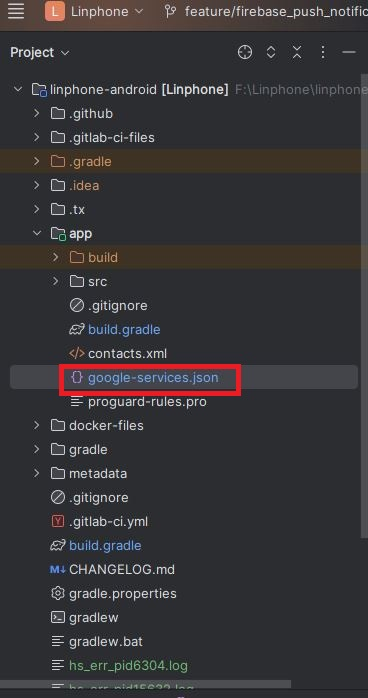 L Linphone feature/firebase_push_notific
Project
linphone-android [Linphone] F:\Linphone\linphone
.github
.gitlab-ci-files
.gradle
.idea
.tx
app
build
src
.gitignore
build.gradle
</> contacts.xml
{} google-services.json
proguard-rules.pro
docker-files
gradle
metadata
.gitignore
Y .gitlab-ci.yml
build.gradle
M↓ CHANGELOG.md
gradle.properties
gradlew
gradlew.bat
hs_err_pid6304.log
hs_err_pid15632.log